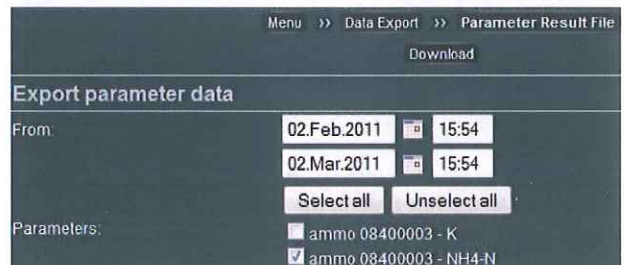 Menu >> Data Export >> Parameter Result File
Download
Export parameter data
From: 02.Feb.2011 15:54
02.Mar.2011 15:54
Select all Unselect all
Parameters: ammo 08400003 - K
ammo 08400003 - NH4-N